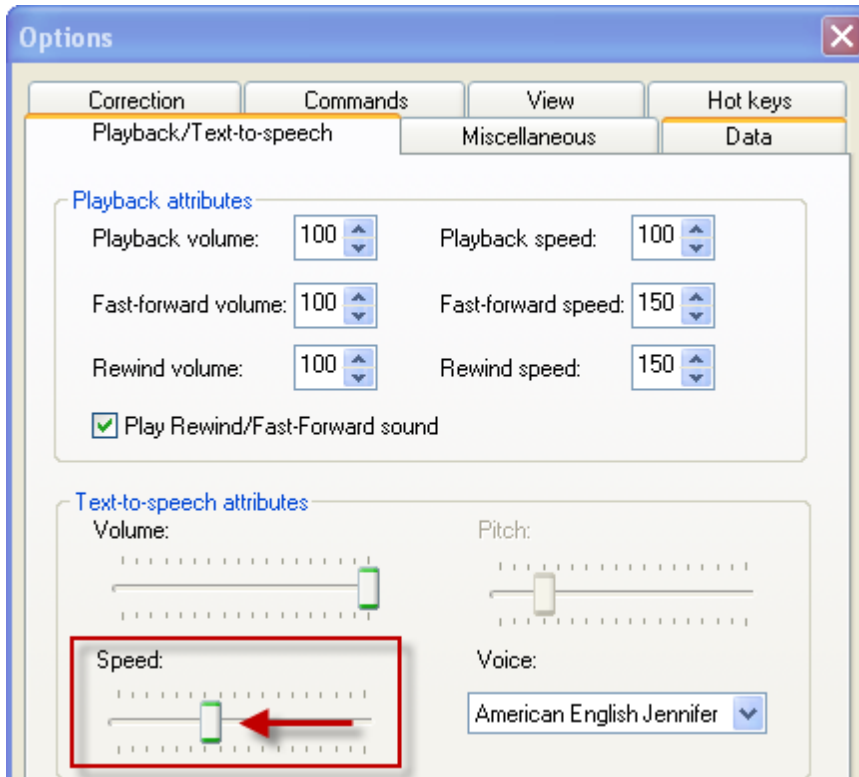 Options
Correction Commands View Hot keys
Playback/Text-to-speech Miscellaneous Data
Playback attributes
Playback volume: 100 Playback speed: 100
Fast-forward volume: 100 Fast-forward speed: 150
Rewind volume: 100 Rewind speed: 150
Play Rewind/Fast-Forward sound
Text-to-speech attributes
Volume: Pitch:
Speed: Voice:
American English Jennifer